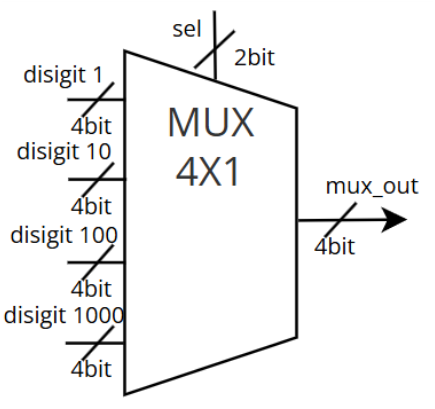 sel
2bit
disigit 1
4bit
MUX
4X1
disigit 10
4bit
mux_out
4bit
disigit 100
4bit
disigit 1000
4bit